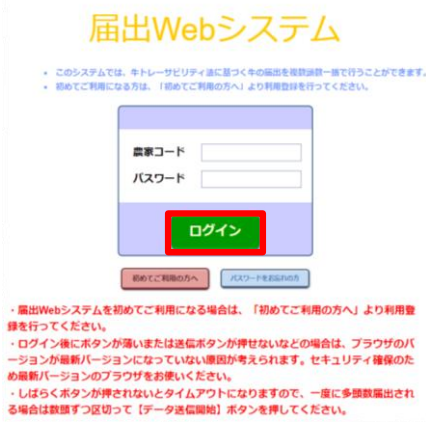 届出Webシステム
・ このシステムでは、牛トレーサビリティ法に基づく牛の届出を複数頭数一括で行うことができます。
・ 初めてご利用になる方は、「初めてご利用の方へ」より利用登録を行ってください。
農家コード
パスワード
ログイン
初めてご利用の方へ
パスワードをお忘れの方
・届出Webシステムを初めてご利用になる場合は、「初めてご利用の方へ」より利用登
録を行ってください。
・ログイン後にボタンが薄いまたは送信ボタンが押せないなどの場合は、ブラウザのバ
ージョンが最新バージョンになっていない原因が考えられます。セキュリティ確保のた
め最新バージョンのブラウザをお使いください。
・しばらくボタンが押されないとタイムアウトになりますので、一度に多頭数届出され
る場合は数頭ずつ区切って【データ送信開始】ボタンを押してください。